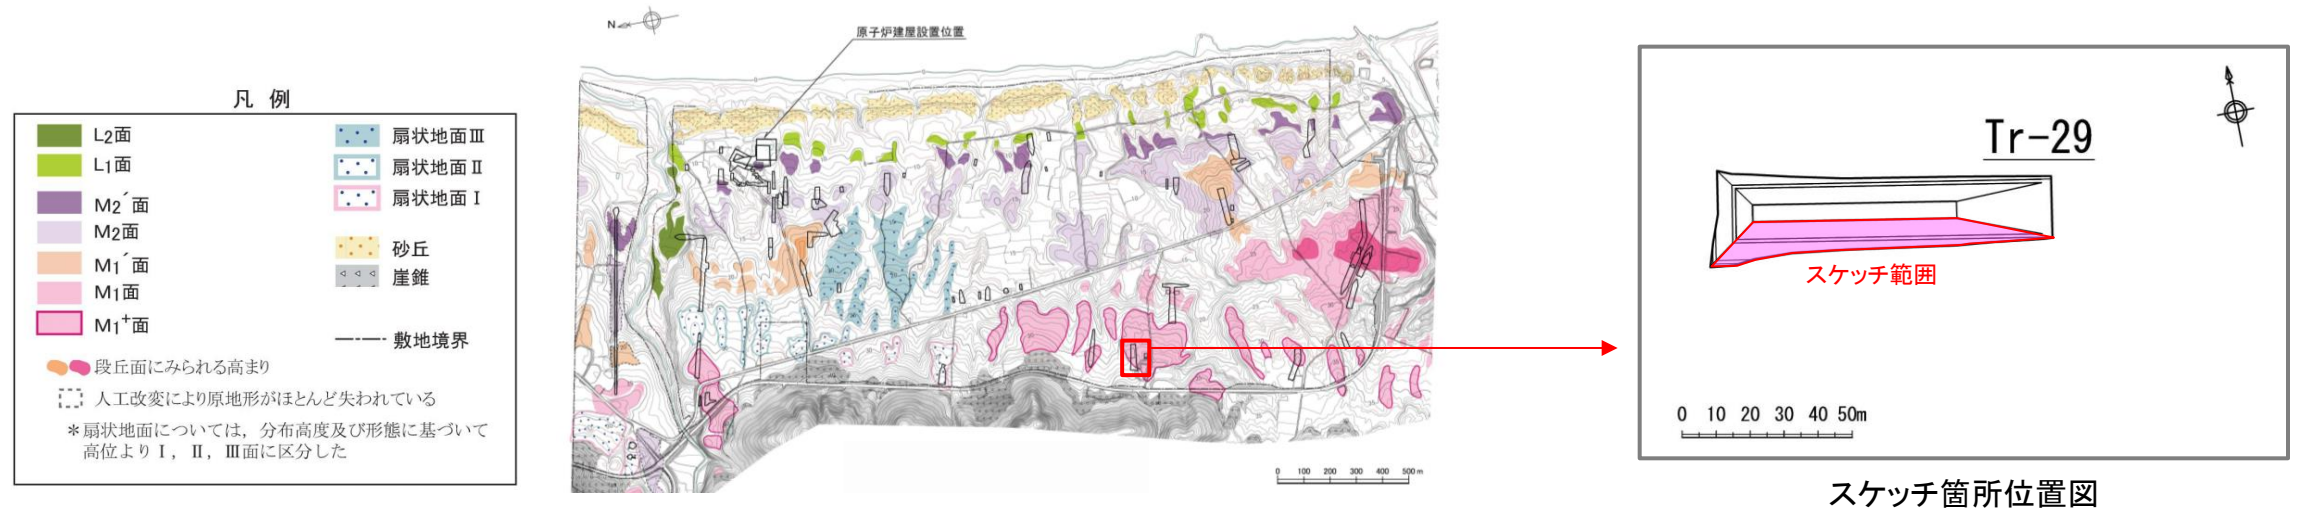 凡 例
L2面
L1面
M2´面
M2面
M1´面
M1面
M1+面
扇状地面Ⅲ
扇状地面Ⅱ
扇状地面Ⅰ
砂丘
崖錐
敷地境界
段丘面にみられる高まり
人工改変により原地形がほとんど失われている
＊扇状地面については，分布高度及び形態に基づいて
高位よりⅠ，Ⅱ，Ⅲ面に区分した
N
原子炉建屋設置位置
0 100 200 300 400 500 m
Tr-29
スケッチ範囲
0 10 20 30 40 50m
スケッチ箇所位置図